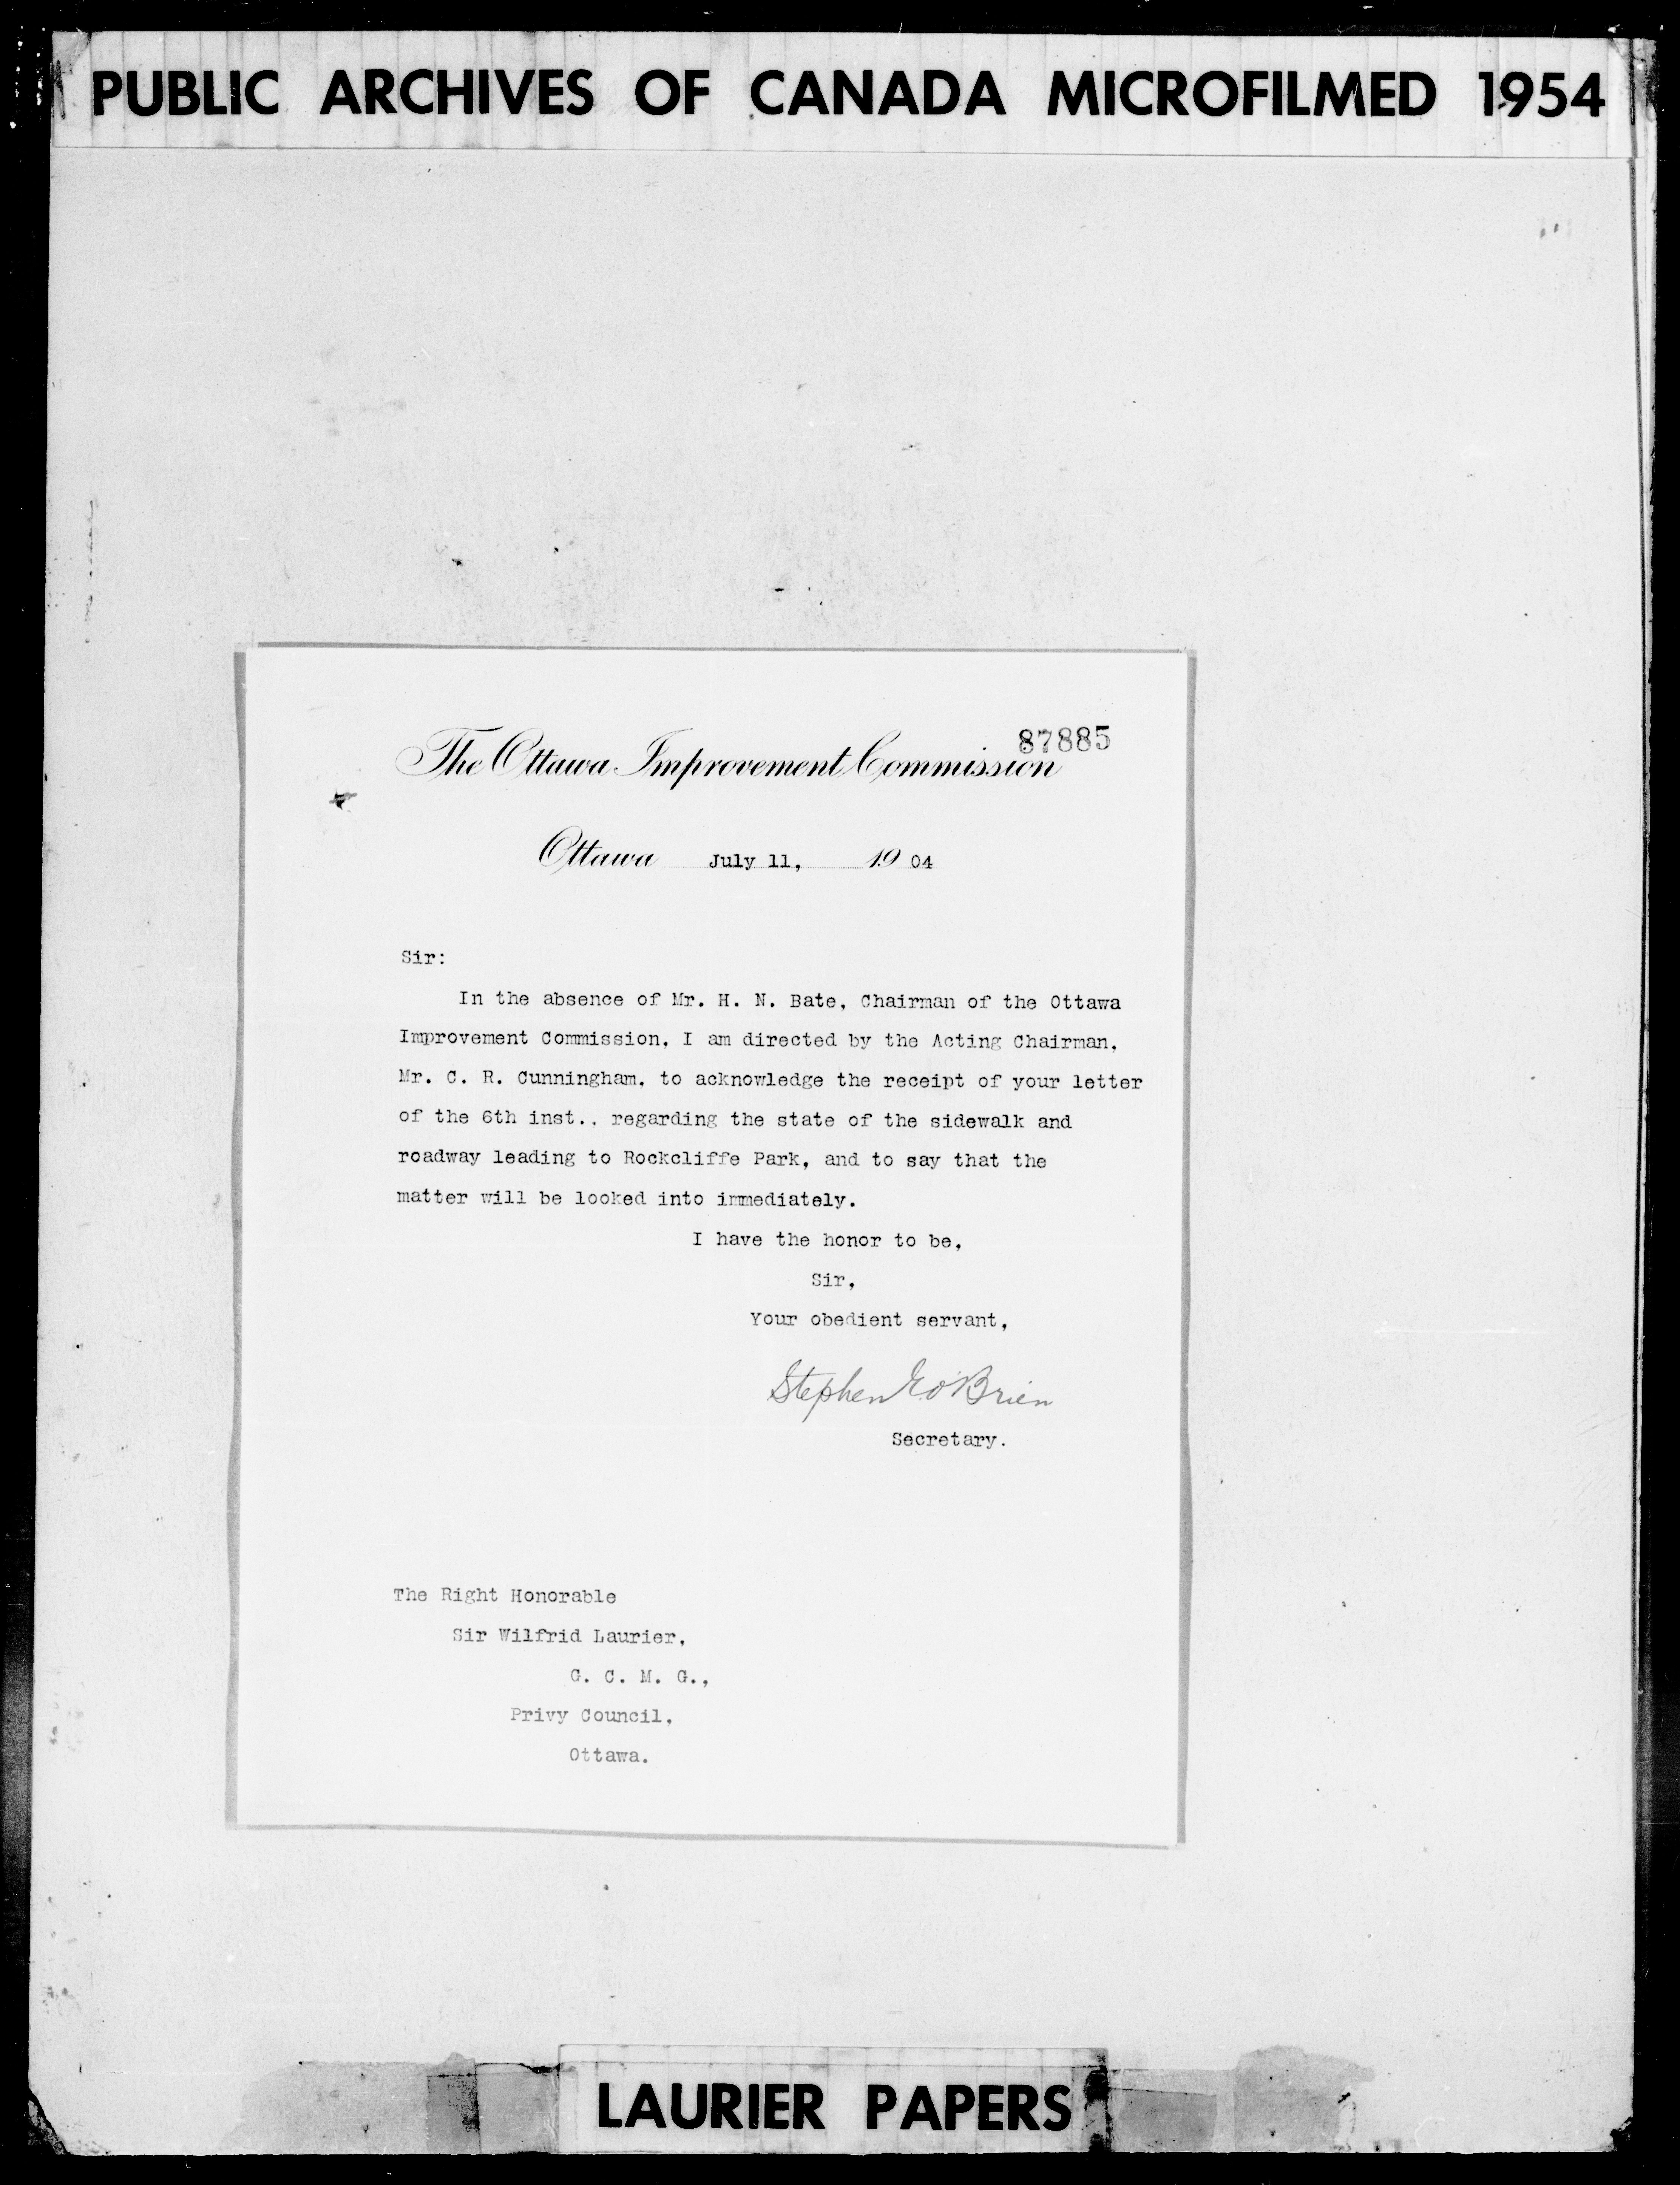 PUBLIC ARCHIVES OF CANADA MICROFILMED 1954
87885
The Ottawa Improvement Commission
Ottawa July 11, 1904
Sir:
In the absence of Mr. H. N. Bate, Chairman of the Ottawa
Improvement Commission, I am directed by the Acting Chairman,
Mr. C. R. Cunningham, to acknowledge the receipt of your letter
of the 6th inst.. regarding the state of the sidewalk and
roadway leading to Rockcliffe Park, and to say that the
matter will be looked into immediately.
I have the honor to be,
Sir,
Your obedient servant,
Stephen E. O'Brien
Secretary.
The Right Honorable
Sir Wilfrid Laurier,
G. C. M. G.,
Privy Council,
Ottawa.
LAURIER PAPERS